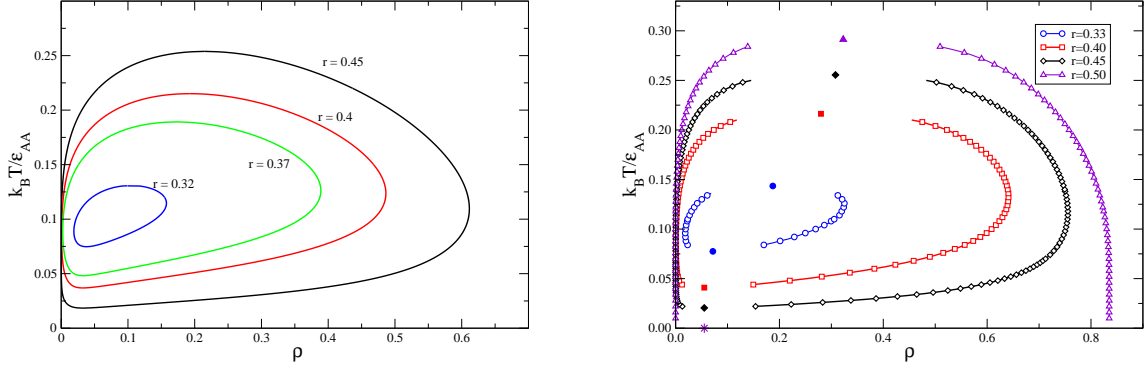 k_B T/ε_AA
0.25
0.2
0.15
0.1
0.05
0
r = 0.45
r = 0.4
r = 0.37
r = 0.32
0 0.1 0.2 0.3 0.4 0.5 0.6 0.7
ρ
k_B T/ε_AA
0.30
0.25
0.20
0.15
0.10
0.05
0.00
r=0.33
r=0.40
r=0.45
r=0.50
0 0.2 0.4 0.6 0.8
ρ